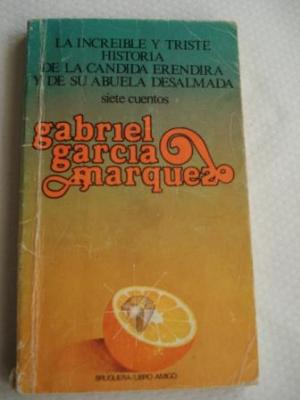 LA INCREIBLE Y TRISTE
HISTORIA
DE LA CANDIDA ERENDIRA
Y DE SU ABUELA DESALMADA
siete cuentos
gabriel
garcia
marquez
BRUGUERA/LIBRO AMIGO